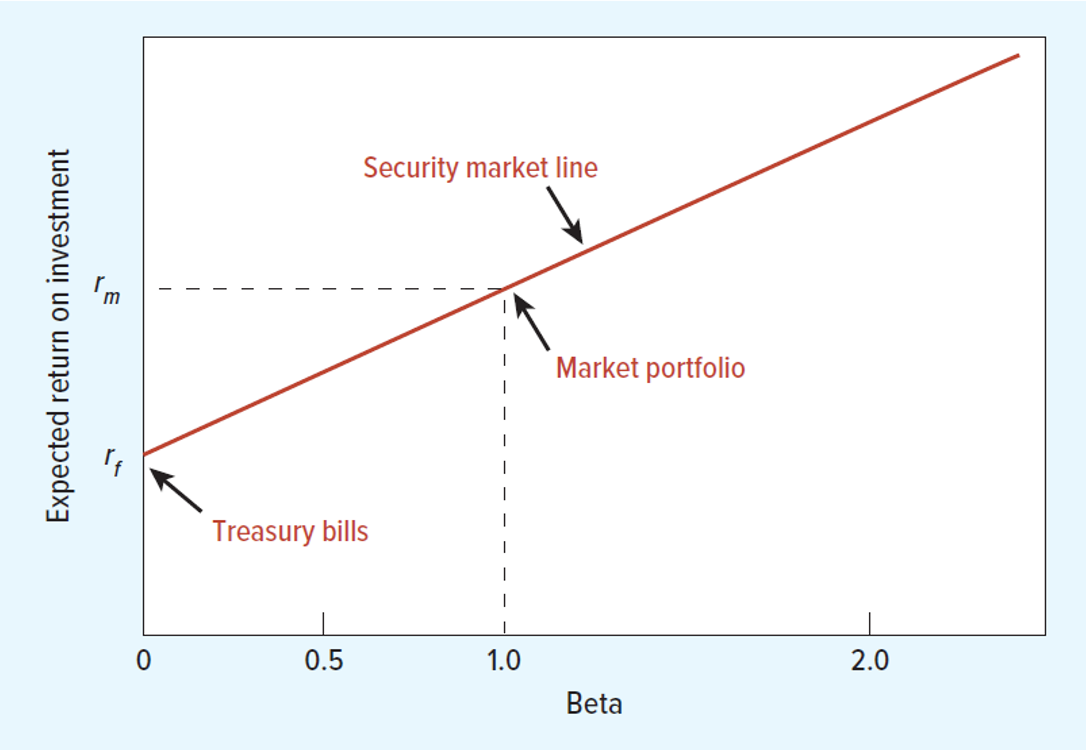 Expected return on investment
Security market line
r_m
Market portfolio
r_f
Treasury bills
0 0.5 1.0 2.0
Beta